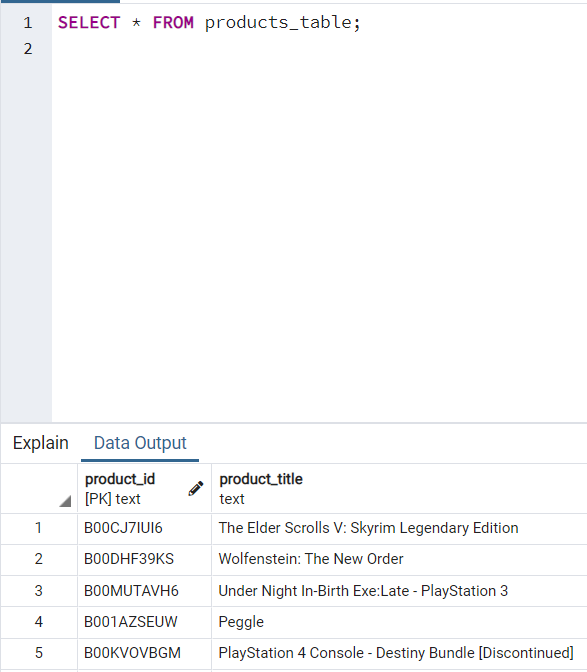 1 SELECT * FROM products_table;
2
Explain Data Output
product_id product_title
[PK] text text
1 B00CJ7IUI6 The Elder Scrolls V: Skyrim Legendary Edition
2 B00DHF39KS Wolfenstein: The New Order
3 B00MUTAVH6 Under Night In-Birth Exe:Late - PlayStation 3
4 B001AZSEUW Peggle
5 B00KVOVBGM PlayStation 4 Console - Destiny Bundle [Discontinued]